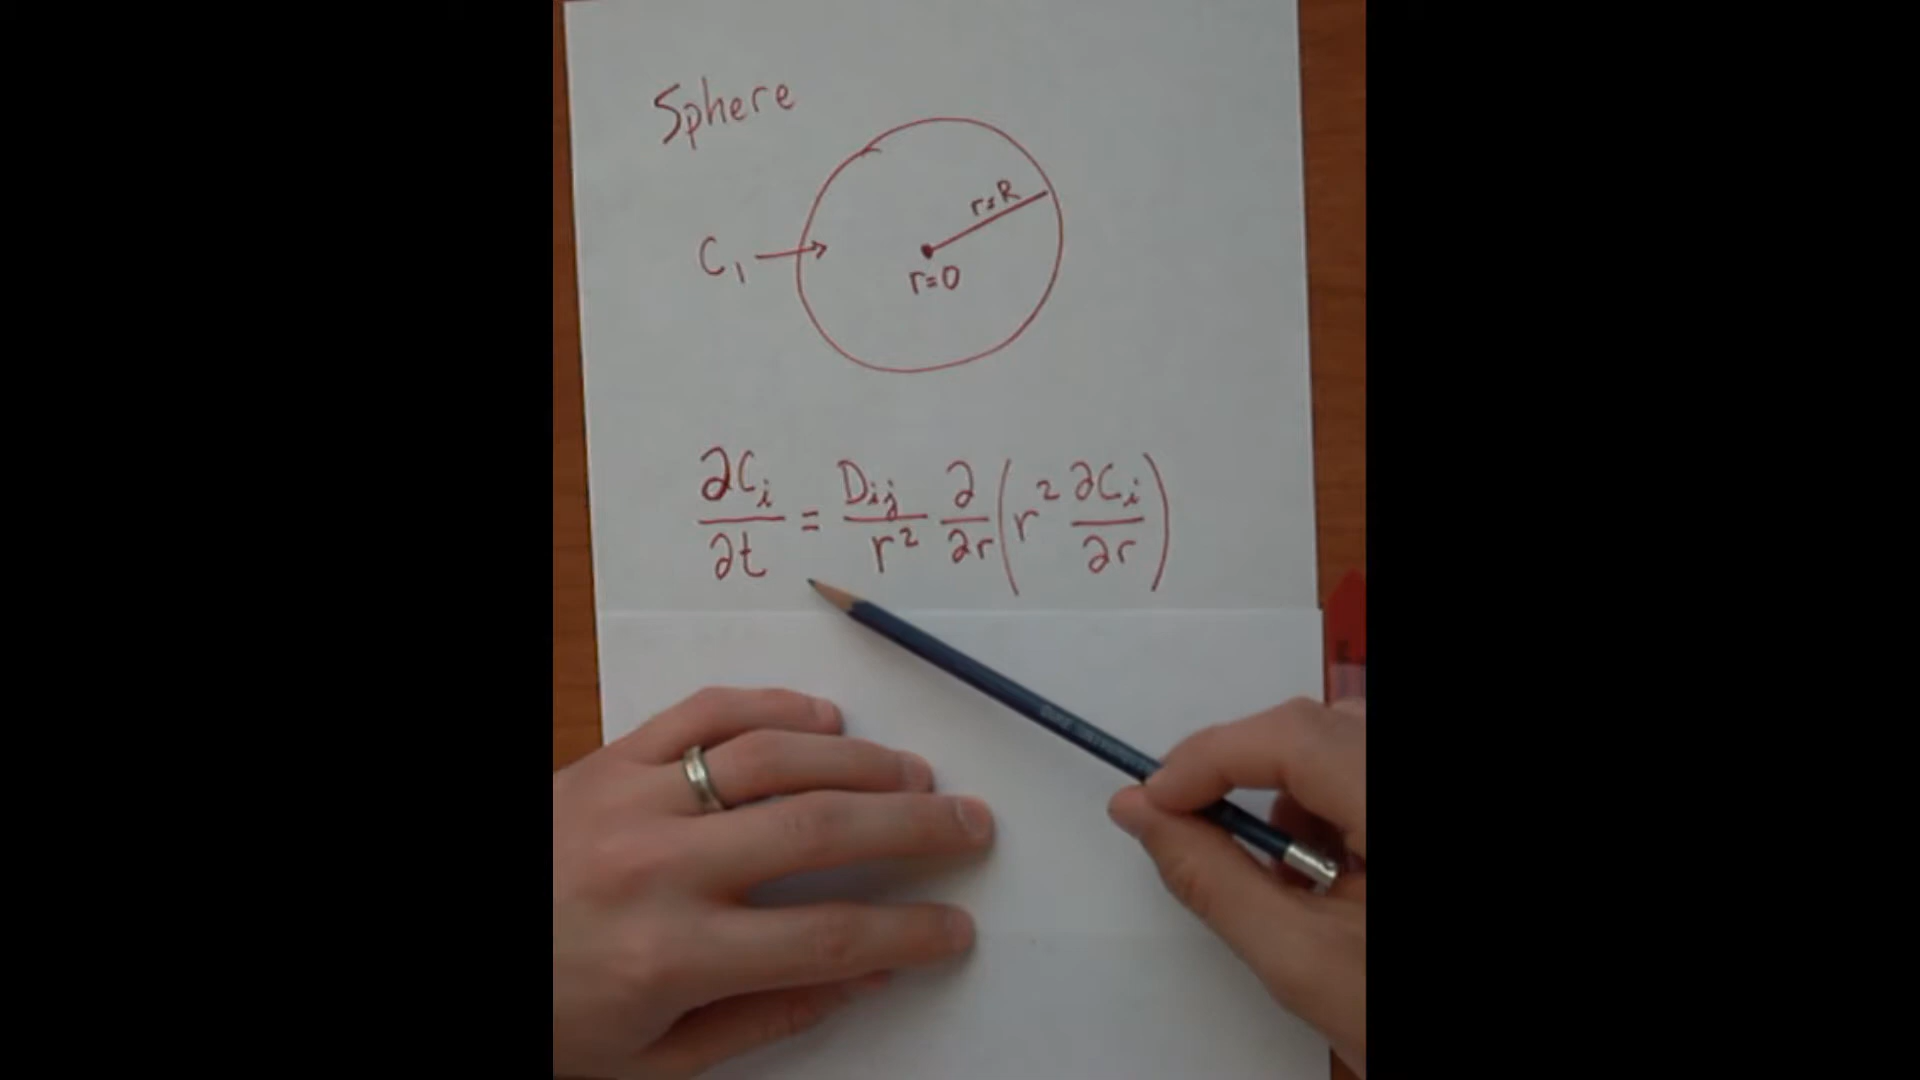 Sphere
r=R
C₁
r=0
∂Cᵢ/∂t = Dᵢⱼ/r² ∂/∂r (r² ∂Cᵢ/∂r)